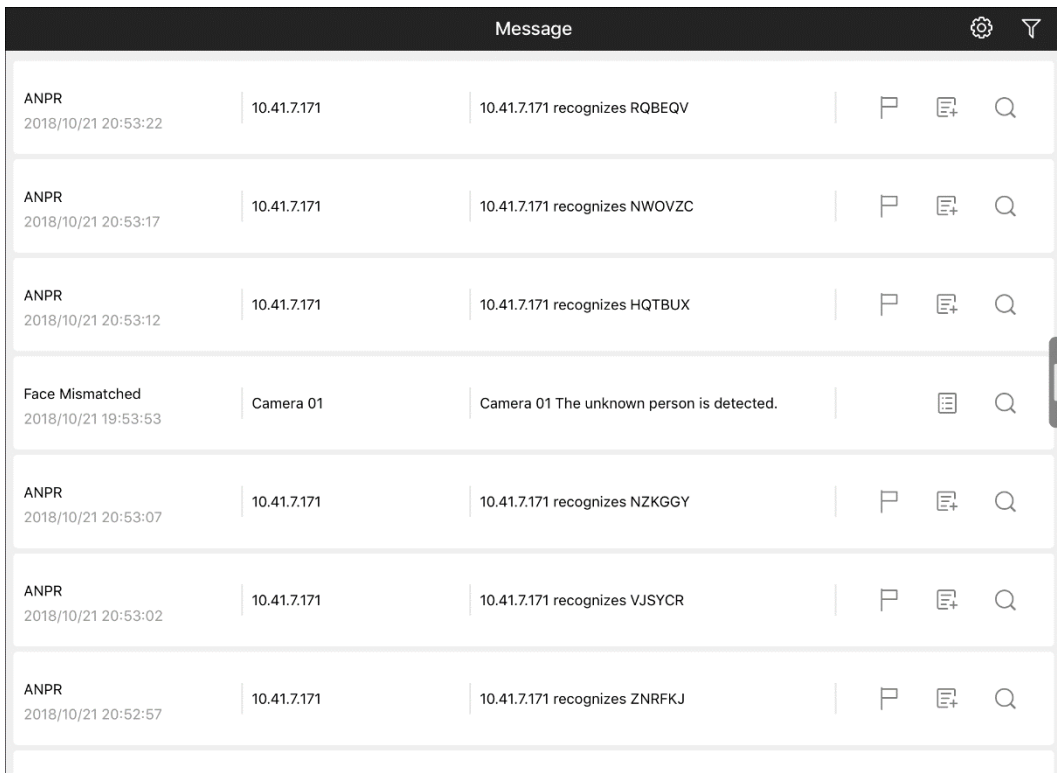 Message
ANPR
2018/10/21 20:53:22
10.41.7.171
10.41.7.171 recognizes RQBEQV
ANPR
2018/10/21 20:53:17
10.41.7.171
10.41.7.171 recognizes NWOVZC
ANPR
2018/10/21 20:53:12
10.41.7.171
10.41.7.171 recognizes HQTBUX
Face Mismatched
2018/10/21 19:53:53
Camera 01
Camera 01 The unknown person is detected.
ANPR
2018/10/21 20:53:07
10.41.7.171
10.41.7.171 recognizes NZKGGY
ANPR
2018/10/21 20:53:02
10.41.7.171
10.41.7.171 recognizes VJSYCR
ANPR
2018/10/21 20:52:57
10.41.7.171
10.41.7.171 recognizes ZNRFKJ